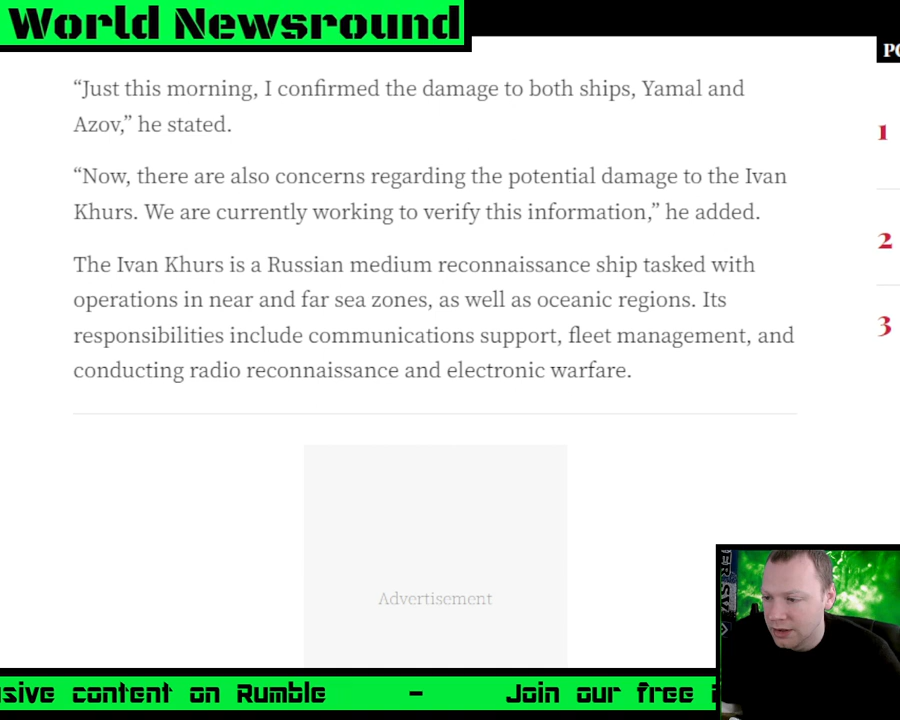 World Newsround
“Just this morning, I confirmed the damage to both ships, Yamal and
Azov,” he stated.
“Now, there are also concerns regarding the potential damage to the Ivan
Khurs. We are currently working to verify this information,” he added.
The Ivan Khurs is a Russian medium reconnaissance ship tasked with
operations in near and far sea zones, as well as oceanic regions. Its
responsibilities include communications support, fleet management, and
conducting radio reconnaissance and electronic warfare.
PO
1
2
3
Advertisement
sive content on Rumble - Join our free